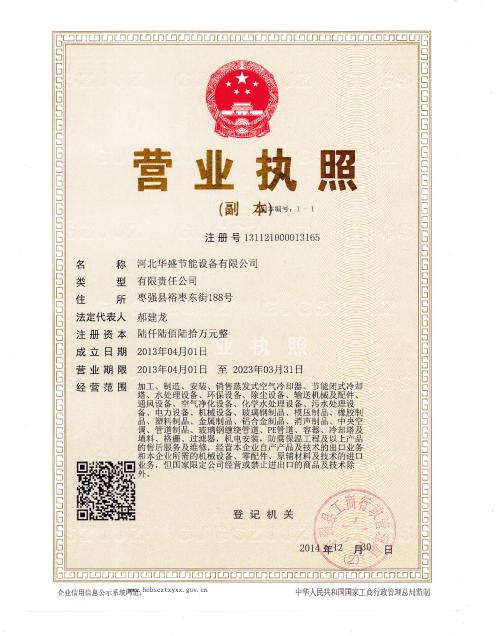 营业执照
(副 本)
副本编号：1－1
注册号 131121000013165
名 称 河北华盛节能设备有限公司
类 型 有限责任公司
住 所 枣强县裕枣东街188号
法定代表人 郝建龙
注册资本 陆仟陆佰陆拾万元整
成立日期 2013年04月01日
营业期限 2013年04月01日 至 2023年03月31日
经营范围 加工、制造、安装、销售蒸发式空气冷却器、节能闭式冷却
塔、水处理设备、环保设备、除尘设备、输送机械及配件、
通风设备、空气净化设备、化学水处理设备、污水处理设
备、电力设备、机械设备、玻璃钢制品、模压制品、橡胶制
品、塑料制品、金属制品、铝合金制品、消声制品、中央空
调、管道制品、玻璃钢缠绕管道、PE管道、容器、冷却塔及
填料、格栅、过滤器，机电安装、防腐保温工程及以上产品
的售后服务及维修，经营本企业自产产品及技术的出口业务
和本企业所需的机械设备、零配件、原辅材料及技术的进口
业务，但国家限定公司经营或禁止进出口的商品及技术除
外。
登记机关
枣强县工商行政管理局
(2)
2014年12月30日
企业信用信息公示系统网址：www.hebscztxyxx.gov.cn
中华人民共和国国家工商行政管理总局监制